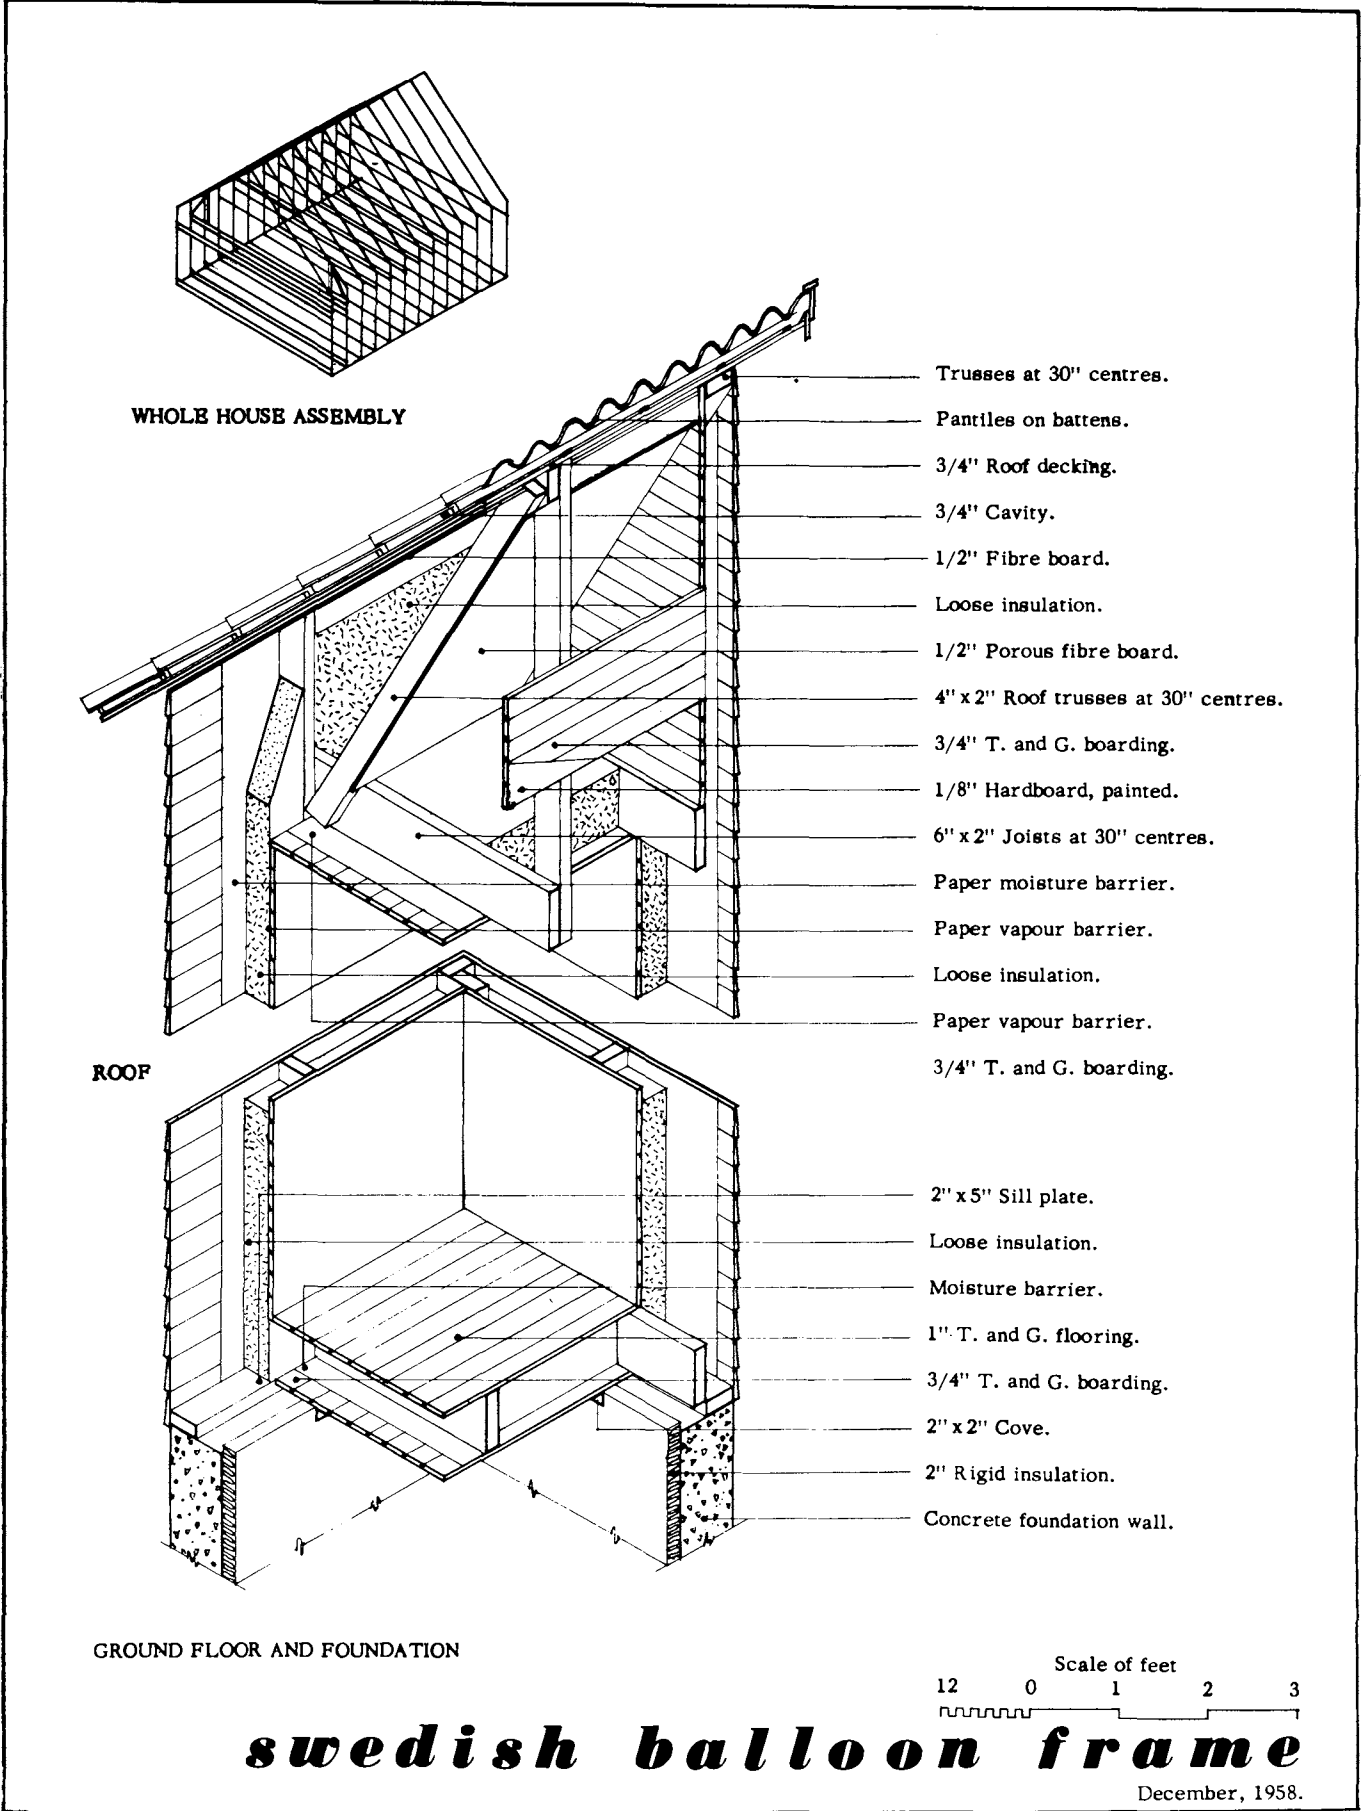 WHOLE HOUSE ASSEMBLY
Trusses at 30" centres.
Pantiles on battens.
3/4" Roof decking.
3/4" Cavity.
1/2" Fibre board.
Loose insulation.
1/2" Porous fibre board.
4" x 2" Roof trusses at 30" centres.
3/4" T. and G. boarding.
1/8" Hardboard, painted.
6" x 2" Joists at 30" centres.
Paper moisture barrier.
Paper vapour barrier.
Loose insulation.
Paper vapour barrier.
3/4" T. and G. boarding.
ROOF
2" x 5" Sill plate.
Loose insulation.
Moisture barrier.
1" T. and G. flooring.
3/4" T. and G. boarding.
2" x 2" Cove.
2" Rigid insulation.
Concrete foundation wall.
GROUND FLOOR AND FOUNDATION
Scale of feet
12 0 1 2 3
swedish balloon frame
December, 1958.